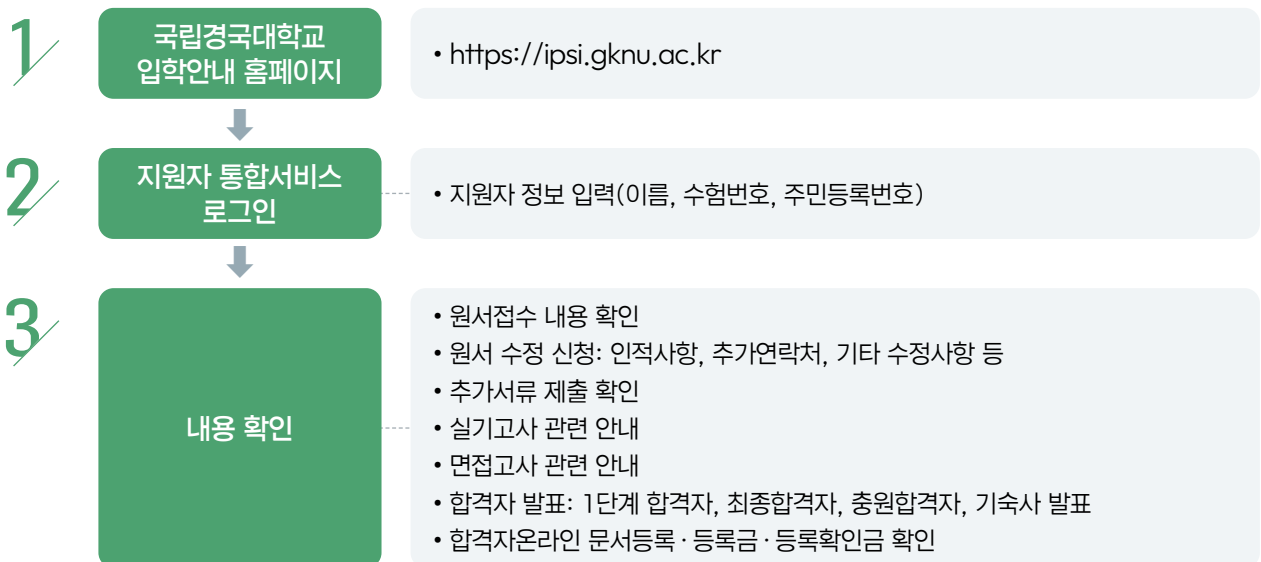 1
국립경국대학교
입학안내 홈페이지
• https://ipsi.gknu.ac.kr
2
지원자 통합서비스
로그인
• 지원자 정보 입력(이름, 수험번호, 주민등록번호)
3
내용 확인
• 원서접수 내용 확인
• 원서 수정 신청: 인적사항, 추가연락처, 기타 수정사항 등
• 추가서류 제출 확인
• 실기고사 관련 안내
• 면접고사 관련 안내
• 합격자 발표: 1단계 합격자, 최종합격자, 충원합격자, 기숙사 발표
• 합격자온라인 문서등록·등록금·등록확인금 확인